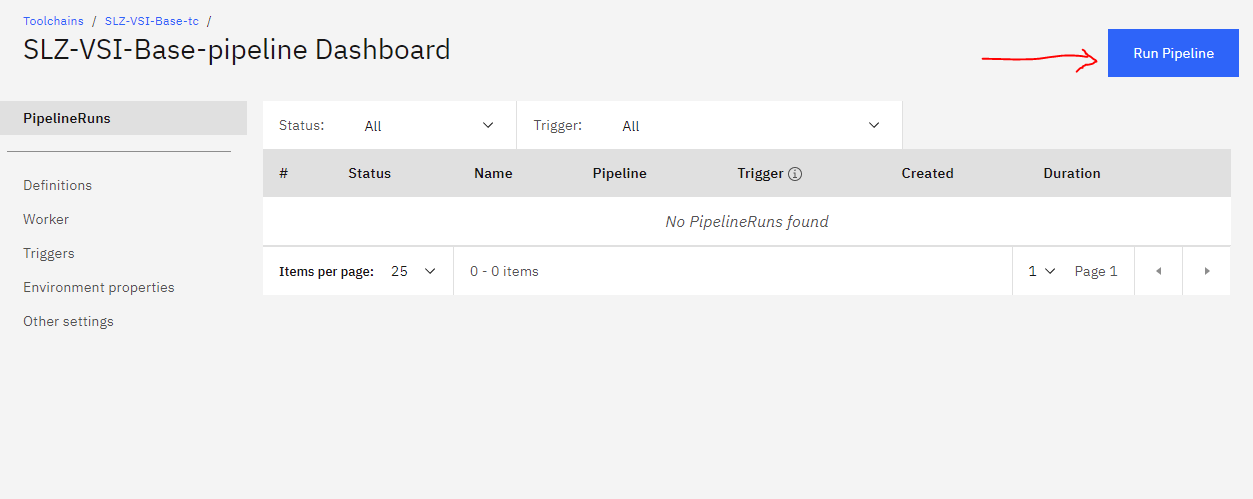 Toolchains / SLZ-VSI-Base-tc /
SLZ-VSI-Base-pipeline Dashboard
Run Pipeline
PipelineRuns
Definitions
Worker
Triggers
Environment properties
Other settings
Status: All Trigger: All
# Status Name Pipeline Trigger Created Duration
No PipelineRuns found
Items per page: 25 0 - 0 items 1 Page 1